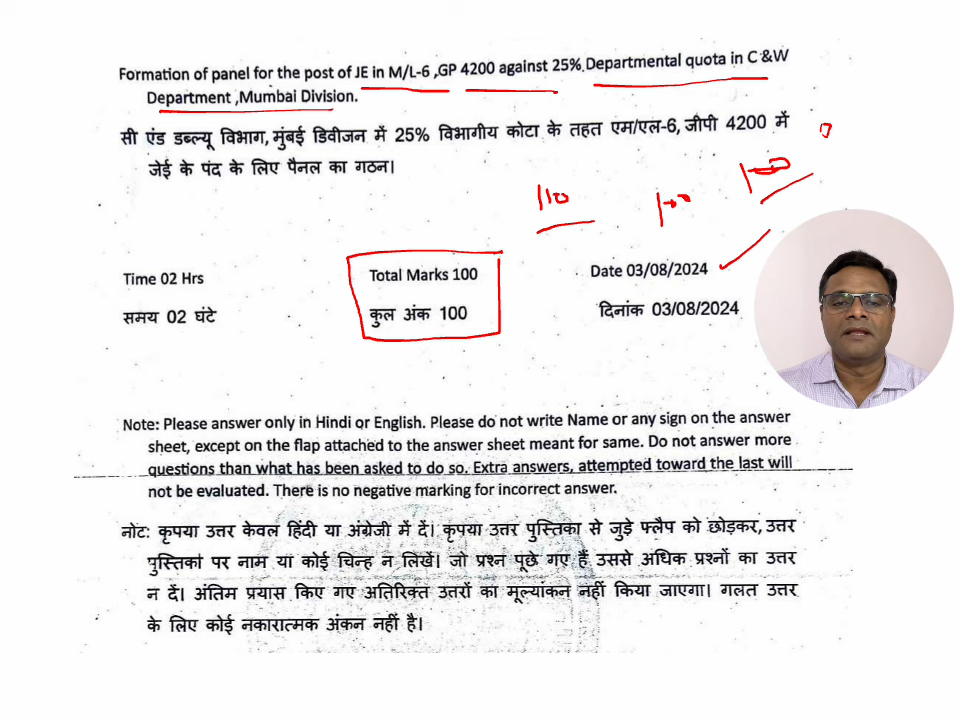 Formation of panel for the post of JE in M/L-6 ,GP 4200 against 25% Departmental quota in C &W
Department ,Mumbai Division.
सी एंड डब्ल्यू विभाग, मुंबई डिवीजन में 25% विभागीय कोटा के तहत एम/एल-6, जीपी 4200 में
जेई के पंद के लिए पैनल का गठन।
110
100
100
Time 02 Hrs
Total Marks 100
Date 03/08/2024
समय 02 घंटे
कुल अंक 100
दिनांक 03/08/2024
Note: Please answer only in Hindi or English. Please do not write Name or any sign on the answer
sheet, except on the flap attached to the answer sheet meant for same. Do not answer more
questions than what has been asked to do so. Extra answers, attempted toward the last will
not be evaluated. There is no negative marking for incorrect answer.
नोट: कृपया उत्तर केवल हिंदी या अंग्रेजी में दें। कृपया उत्तर पुस्तिका से जुड़े फ्लैप को छोड़कर, उत्तर
पुस्तिका पर नाम या कोई चिन्ह न लिखें। जो प्रश्न पूछे गए हैं उससे अधिक प्रश्नों का उत्तर
न दें। अंतिम प्रयास किए गए अतिरिक्त उत्तरों का मूल्यांकन नहीं किया जाएगा। गलत उत्तर
के लिए कोई नकारात्मक अंकन नहीं है।